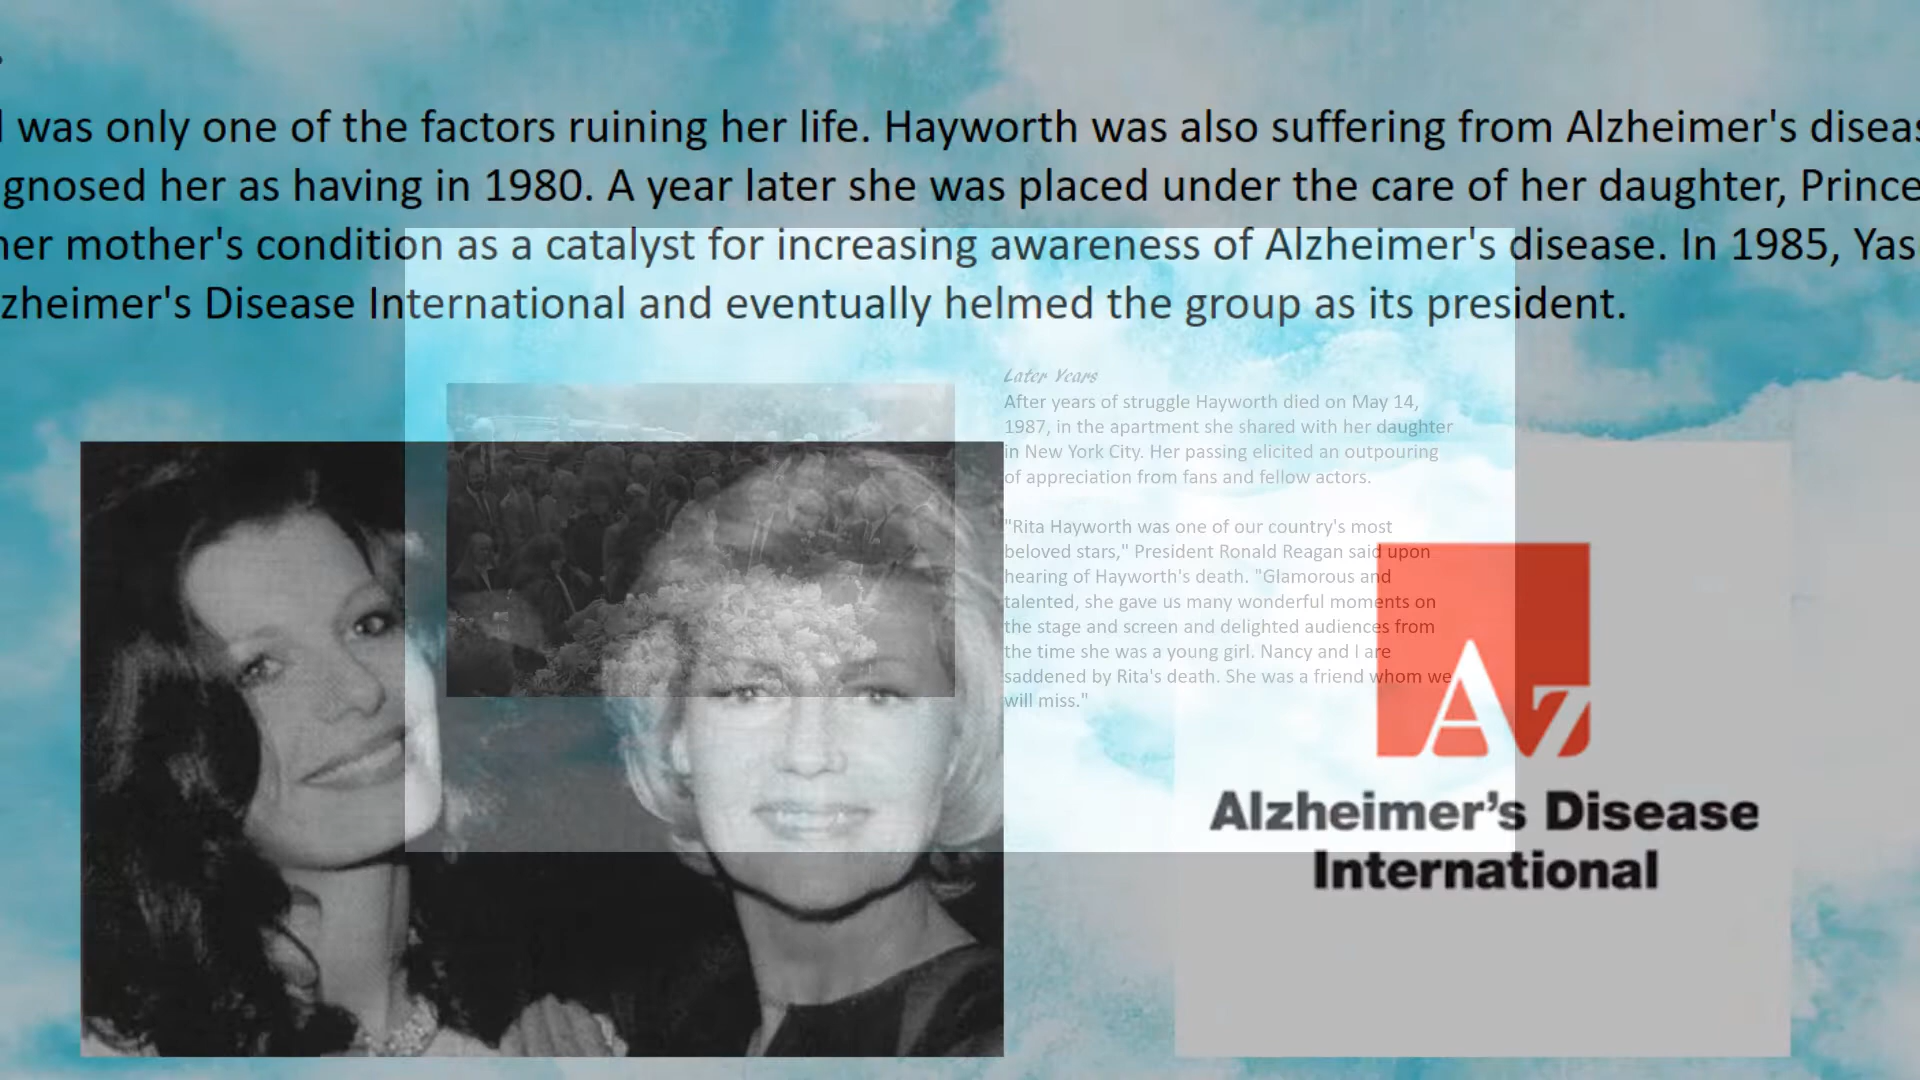 was only one of the factors ruining her life. Hayworth was also suffering from Alzheimer's
gnosed her as having in 1980. A year later she was placed under the care of her daughter, Prince
her mother's condition as a catalyst for increasing awareness of Alzheimer's disease. In 1985, Yas
zheimer's Disease International and eventually helmed the group as its president.
Later Years
After years of struggle Hayworth died on May 14,
1987, in the apartment she shared with her daughter
in New York City. Her passing elicited an outpouring
of appreciation from fans and fellow actors.
"Rita Hayworth was one of our country's most
beloved stars," President Ronald Reagan said upon
hearing of Hayworth's death. "Glamorous and
talented, she gave us many wonderful moments on
the stage and screen and delighted audiences from
the time she was a young girl. Nancy and I are
saddened by Rita's death. She was a friend whom we
will miss."
Az
Alzheimer's Disease
International